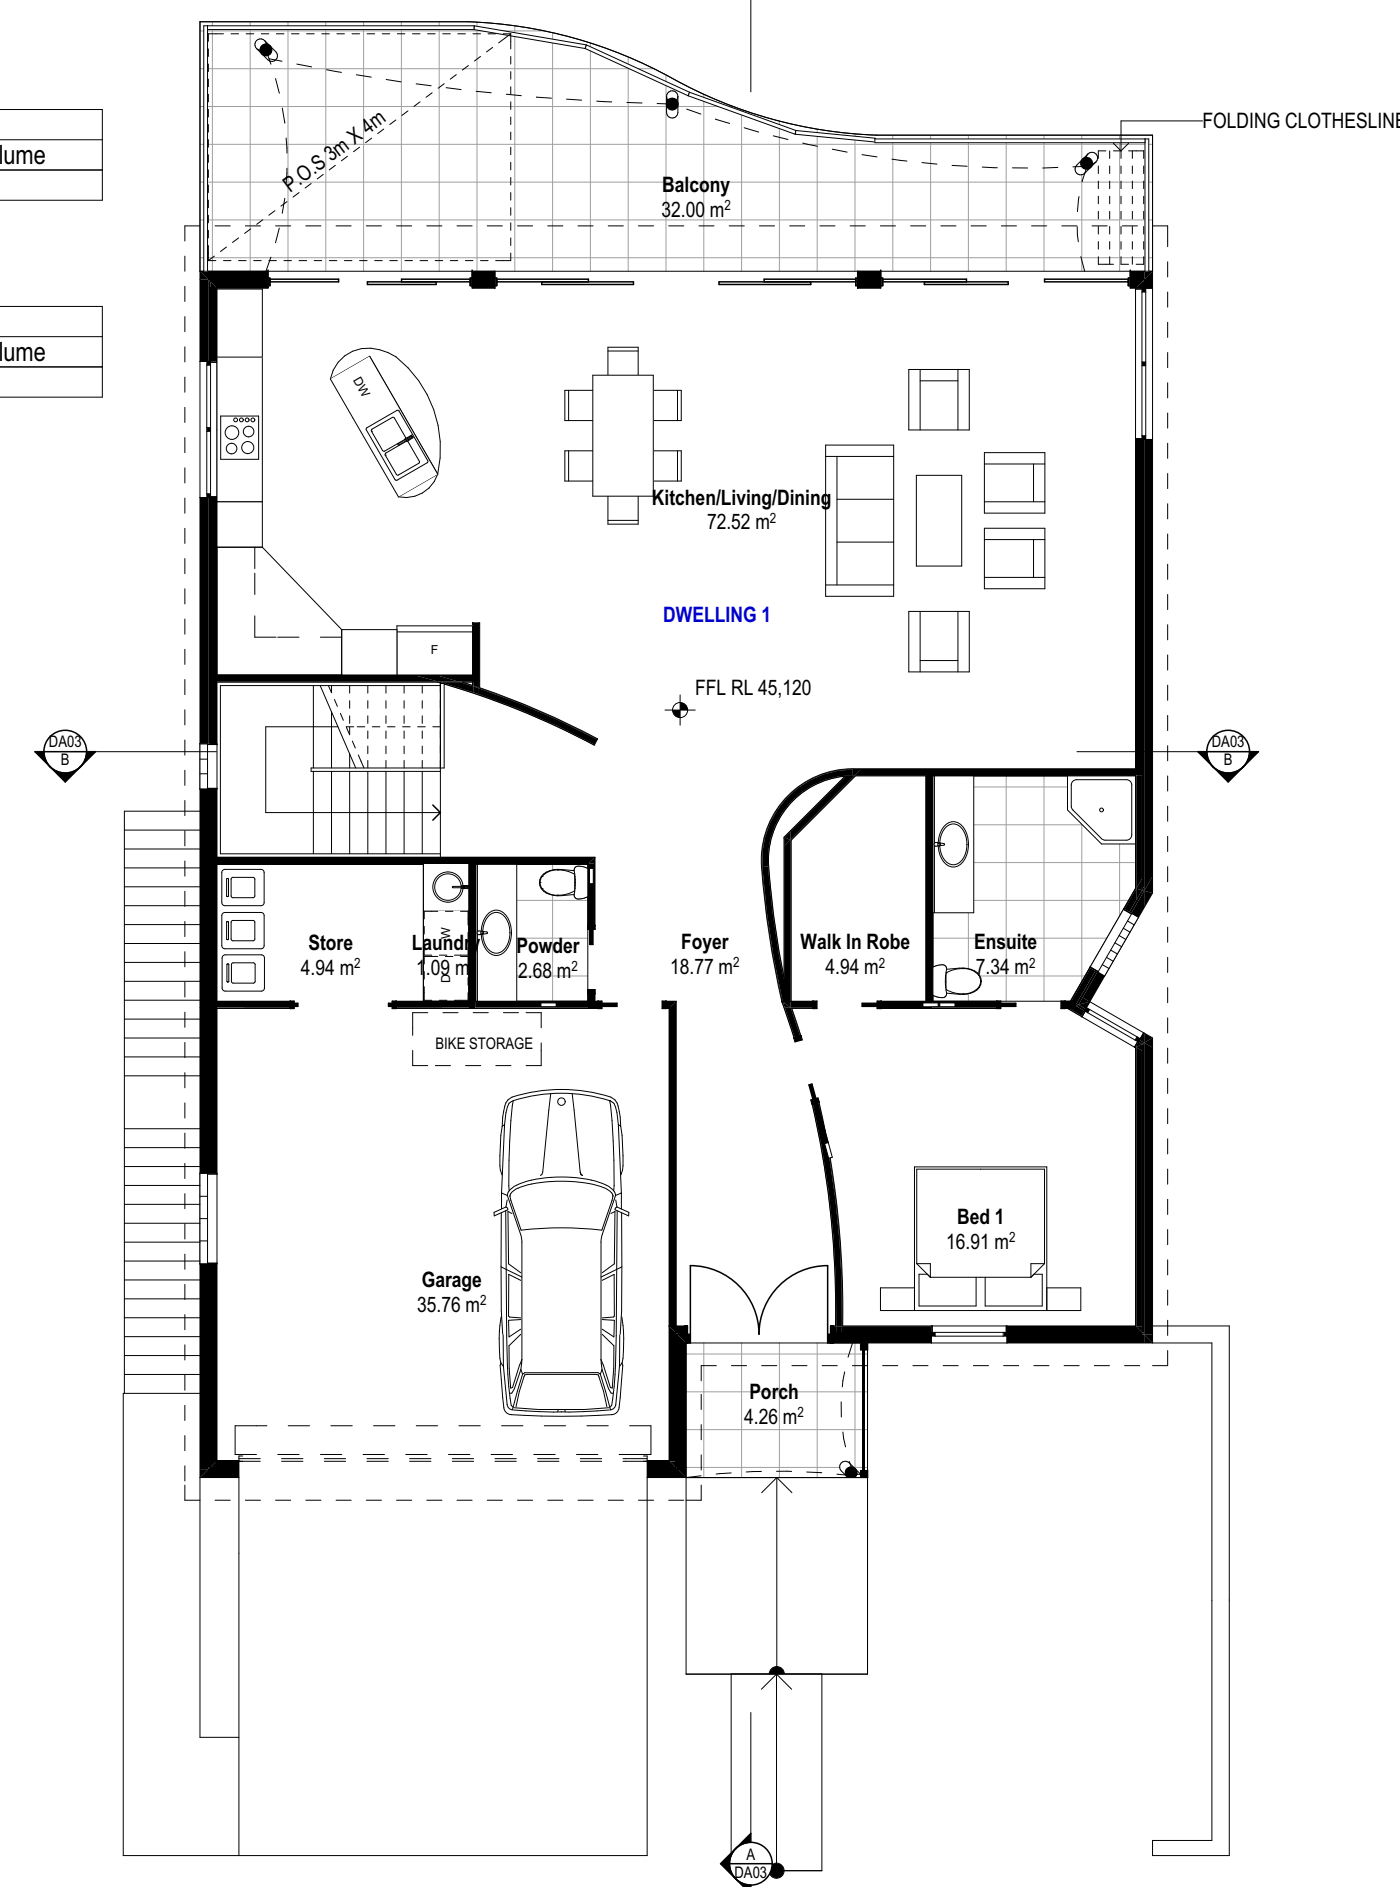 FOLDING CLOTHESLINE
lume
P.O.S 3m X 4m
Balcony
32.00 m²
lume
DW
Kitchen/Living/Dining
72.52 m²
DWELLING 1
F
FFL RL 45,120
DA03
B
DA03
B
Store
4.94 m²
Laundry
1.09 m
Powder
2.68 m²
Foyer
18.77 m²
Walk In Robe
4.94 m²
Ensuite
7.34 m²
BIKE STORAGE
Bed 1
16.91 m²
Garage
35.76 m²
Porch
4.26 m²
A
DA03